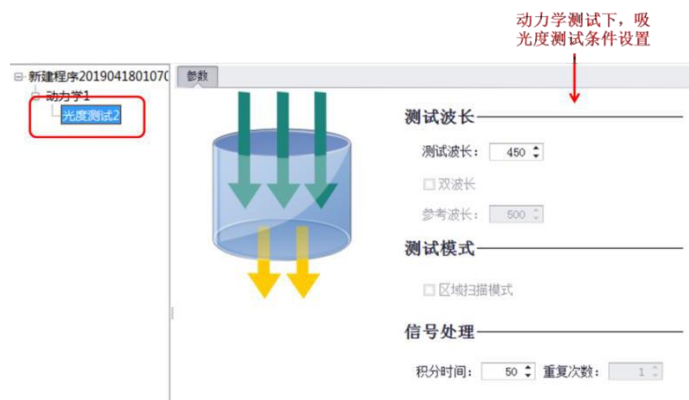 动力学测试下，吸
光度测试条件设置
新建程序2019041801070
动力学1
光度测试2
参数
测试波长
测试波长： 450
双波长
参考波长： 500
测试模式
区域扫描模式
信号处理
积分时间： 50 重复次数： 1